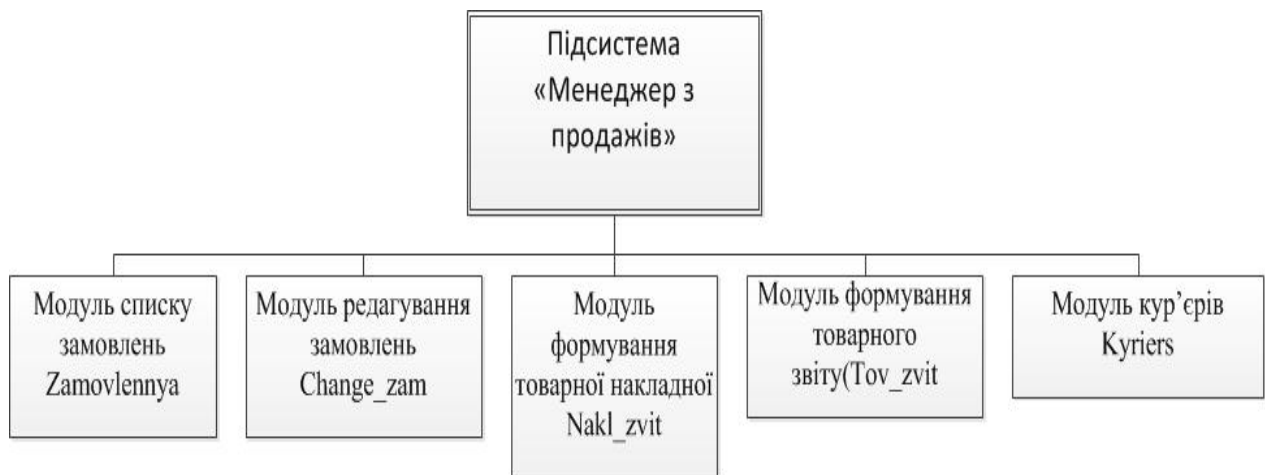 Підсистема
«Менеджер з
продажів»
Модуль списку
замовлень
Zamovlennya
Модуль редагування
замовлень
Change_zam
Модуль
формування
товарної накладної
Nakl_zvit
Модуль формування
товарного
звіту(Tov_zvit
Модуль кур’єрів
Kyriers